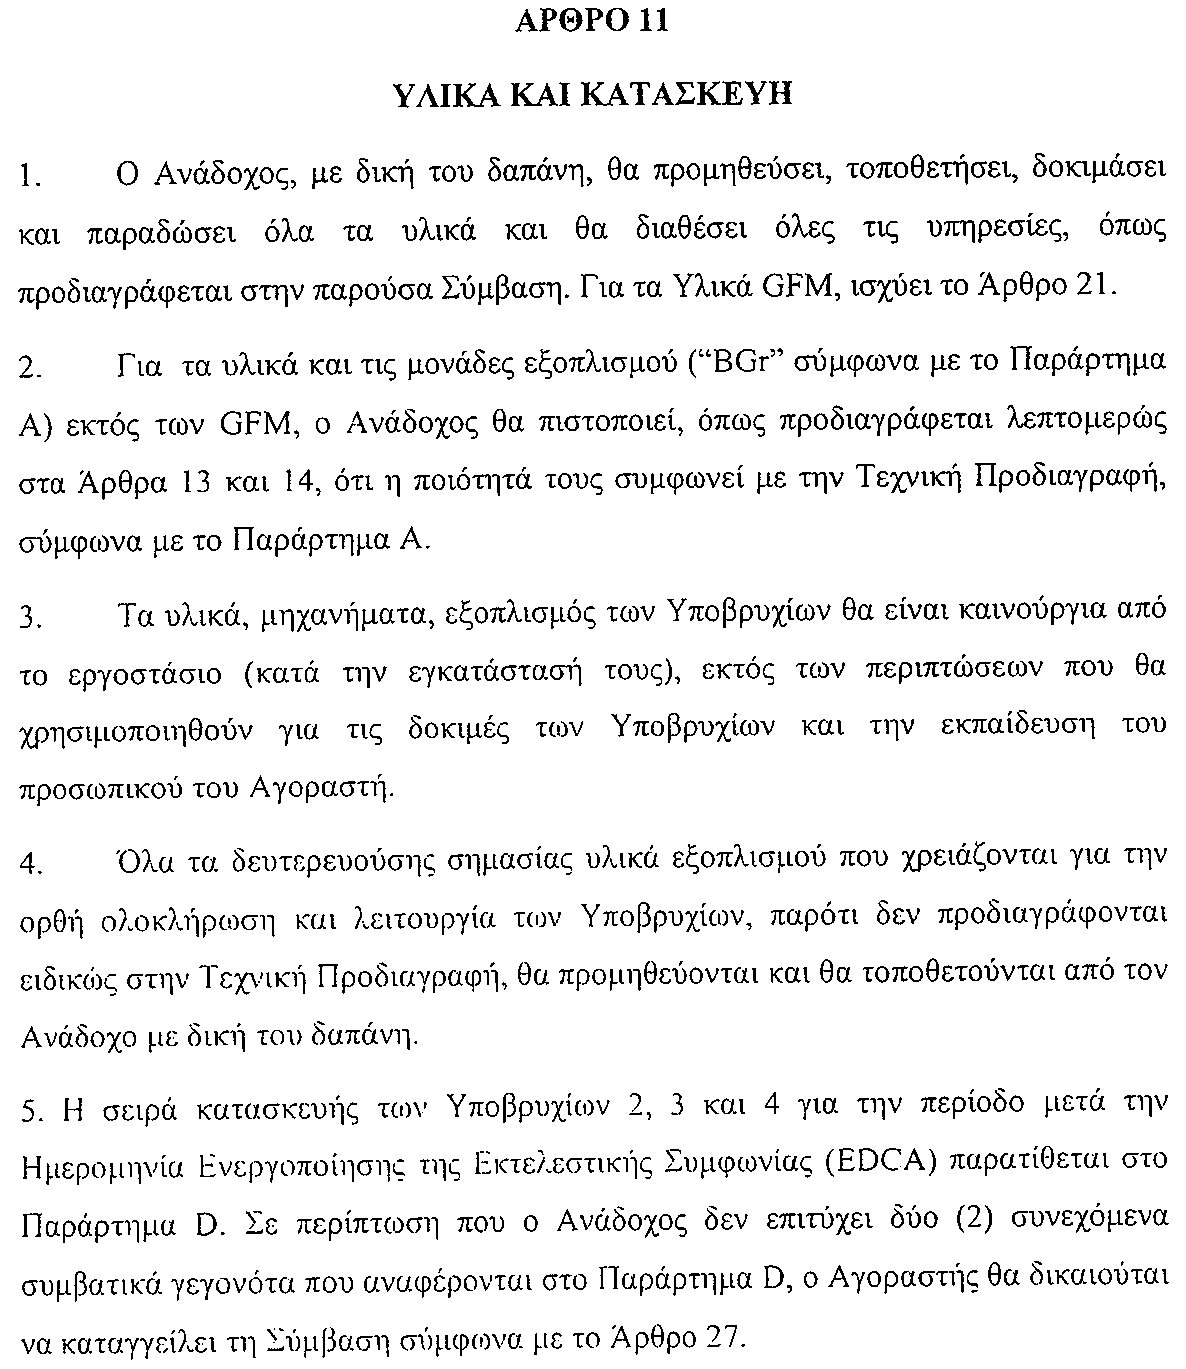 ΑΡΘΡΟ 11
ΥΛΙΚΑ ΚΑΙ ΚΑΤΑΣΚΕΥΗ
1. Ο Ανάδοχος, με δική του δαπάνη, θα προμηθεύσει, τοποθετήσει, δοκιμάσει
και παραδώσει όλα τα υλικά και θα διαθέσει όλες τις υπηρεσίες, όπως
προδιαγράφεται στην παρούσα Σύμβαση. Για τα Υλικά GFM, ισχύει το Άρθρο 21.
2. Για τα υλικά και τις μονάδες εξοπλισμού (“BGr” σύμφωνα με το Παράρτημα
Α) εκτός των GFM, ο Ανάδοχος θα πιστοποιεί, όπως προδιαγράφεται λεπτομερώς
στα Άρθρα 13 και 14, ότι η ποιότητά τους συμφωνεί με την Τεχνική Προδιαγραφή,
σύμφωνα με το Παράρτημα Α.
3. Τα υλικά, μηχανήματα, εξοπλισμός των Υποβρυχίων θα είναι καινούργια από
το εργοστάσιο (κατά την εγκατάστασή τους), εκτός των περιπτώσεων που θα
χρησιμοποιηθούν για τις δοκιμές των Υποβρυχίων και την εκπαίδευση του
προσωπικού του Αγοραστή.
4. Όλα τα δευτερευούσης σημασίας υλικά εξοπλισμού που χρειάζονται για την
ορθή ολοκλήρωση και λειτουργία των Υποβρυχίων, παρότι δεν προδιαγράφονται
ειδικώς στην Τεχνική Προδιαγραφή, θα προμηθεύονται και θα τοποθετούνται από τον
Ανάδοχο με δική του δαπάνη.
5. Η σειρά κατασκευής των Υποβρυχίων 2, 3 και 4 για την περίοδο μετά την
Ημερομηνία Ενεργοποίησης της Εκτελεστικής Συμφωνίας (EDCA) παρατίθεται στο
Παράρτημα D. Σε περίπτωση που ο Ανάδοχος δεν επιτύχει δύο (2) συνεχόμενα
συμβατικά γεγονότα που αναφέρονται στο Παράρτημα D, ο Αγοραστής θα δικαιούται
να καταγγείλει τη Σύμβαση σύμφωνα με το Άρθρο 27.